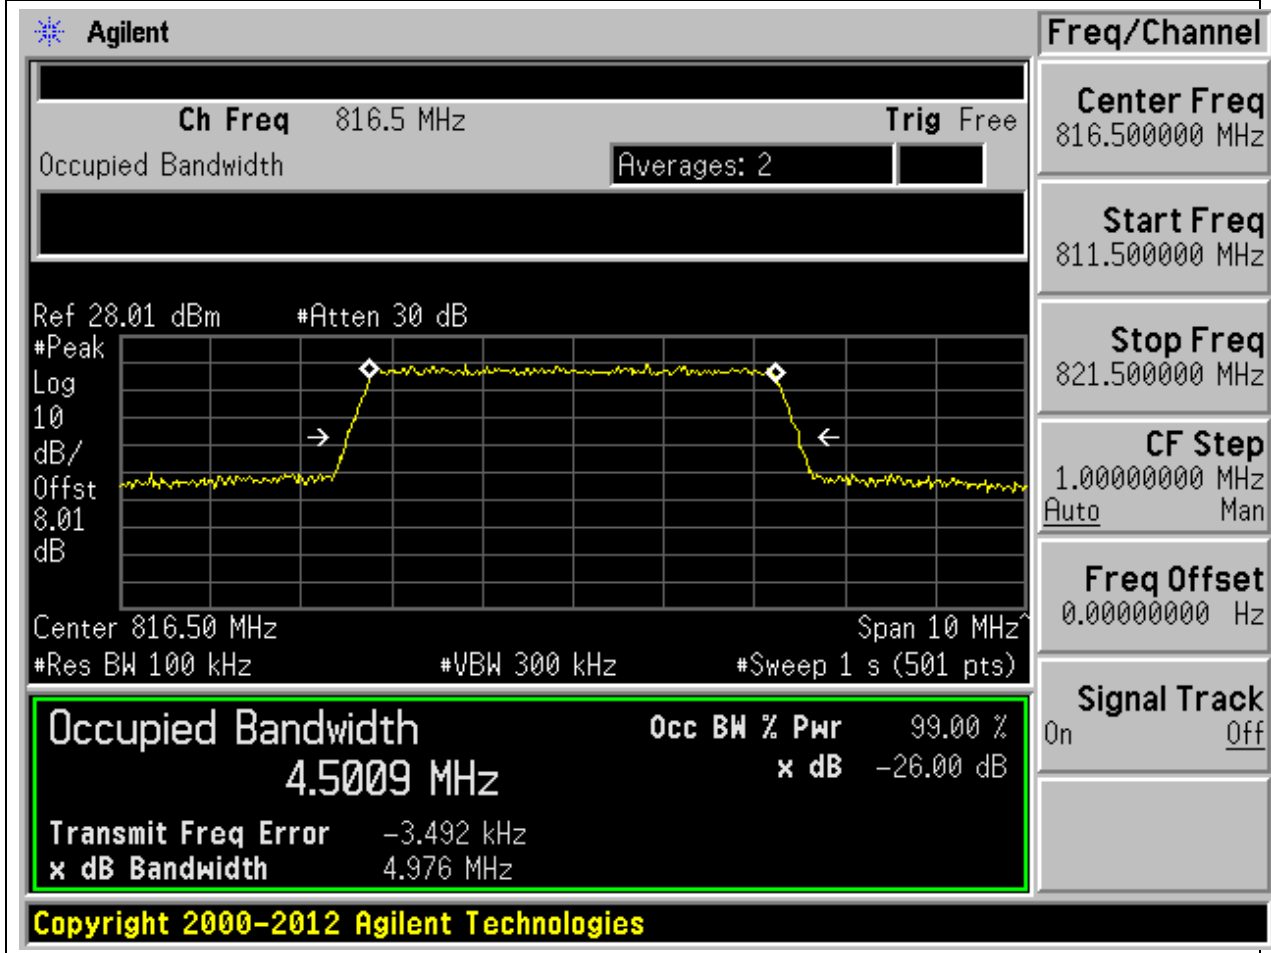 Agilent
Freq/Channel
Ch Freq 816.5 MHz Trig Free
Occupied Bandwidth Averages: 2
Center Freq
816.500000 MHz
Start Freq
811.500000 MHz
Stop Freq
821.500000 MHz
CF Step
1.00000000 MHz
Auto Man
Freq Offset
0.00000000 Hz
Signal Track
On Off
Ref 28.01 dBm #Atten 30 dB
#Peak
Log
10
dB/
Offst
8.01
dB
Center 816.50 MHz Span 10 MHz^
#Res BW 100 kHz #VBW 300 kHz #Sweep 1 s (501 pts)
Occupied Bandwidth Occ BW % Pwr 99.00 %
4.5009 MHz x dB -26.00 dB
Transmit Freq Error -3.492 kHz
x dB Bandwidth 4.976 MHz
Copyright 2000-2012 Agilent Technologies